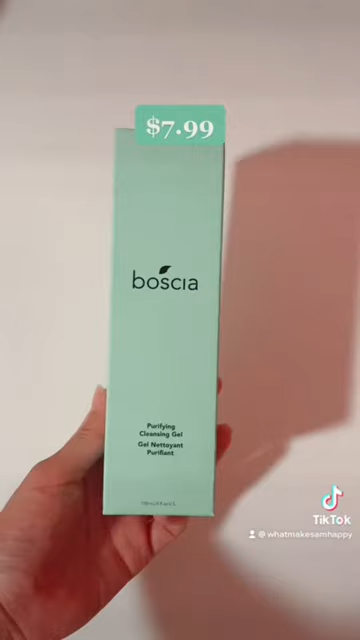 $7.99
boscia
Purifying
Cleansing Gel
Gel Nettoyant
Purifiant
TikTok
@whatmakesamhappy